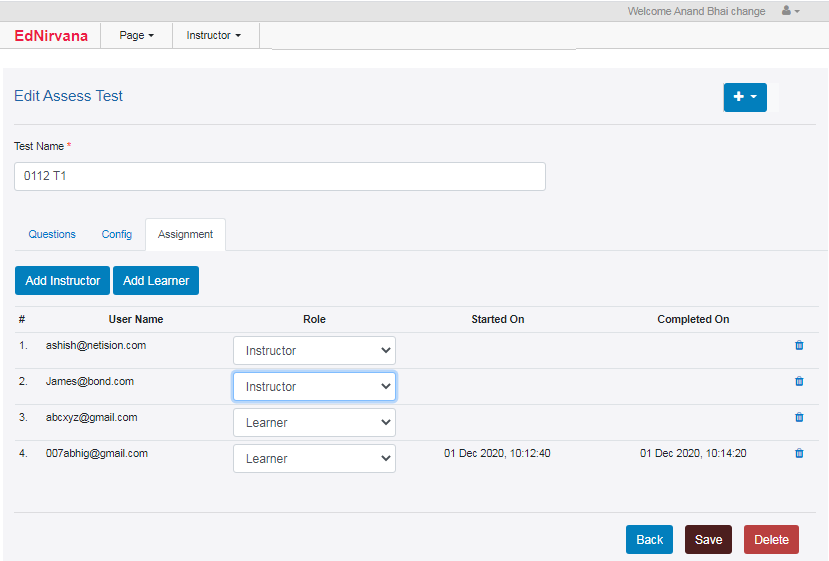 Welcome Anand Bhai change
EdNirvana Page Instructor
Edit Assess Test
Test Name *
0112 T1
Questions Config Assignment
Add Instructor Add Learner
# User Name Role Started On Completed On
1. ashish@netision.com Instructor
2. James@bond.com Instructor
3. abcxyz@gmail.com Learner
4. 007abhig@gmail.com Learner 01 Dec 2020, 10:12:40 01 Dec 2020, 10:14:20
Back Save Delete